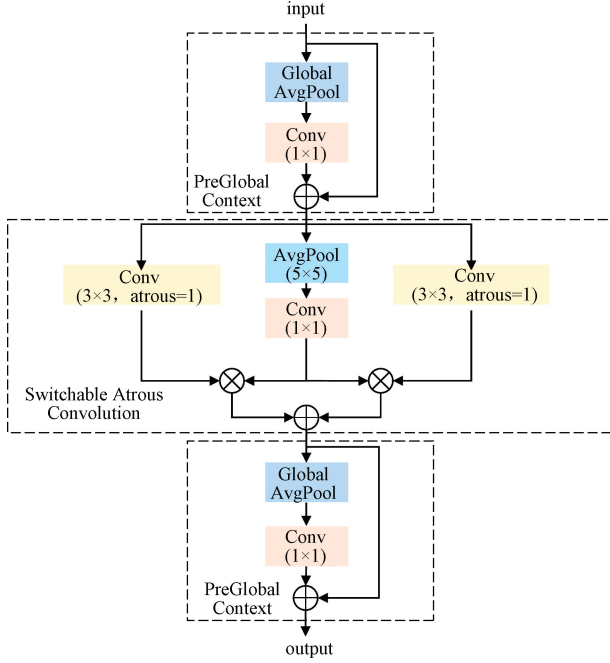 input
Global
AvgPool
Conv
(1×1)
PreGlobal
Context
AvgPool
(5×5)
Conv
(3×3, atrous=1)
Conv
(3×3, atrous=1)
Conv
(1×1)
Switchable Atrous
Convolution
Global
AvgPool
Conv
(1×1)
PreGlobal
Context
output